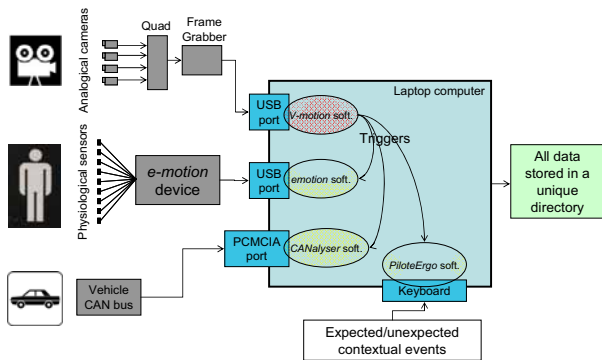 Analogical cameras
Quad
Frame
Grabber
USB
port
V-motion soft.
Laptop computer
Triggers
Physiological sensors
e-motion
device
USB
port
emotion soft.
All data
stored in a
unique
directory
PCMCIA
port
CANalyser soft.
PiloteErgo soft.
Keyboard
Vehicle
CAN bus
Expected/unexpected
contextual events